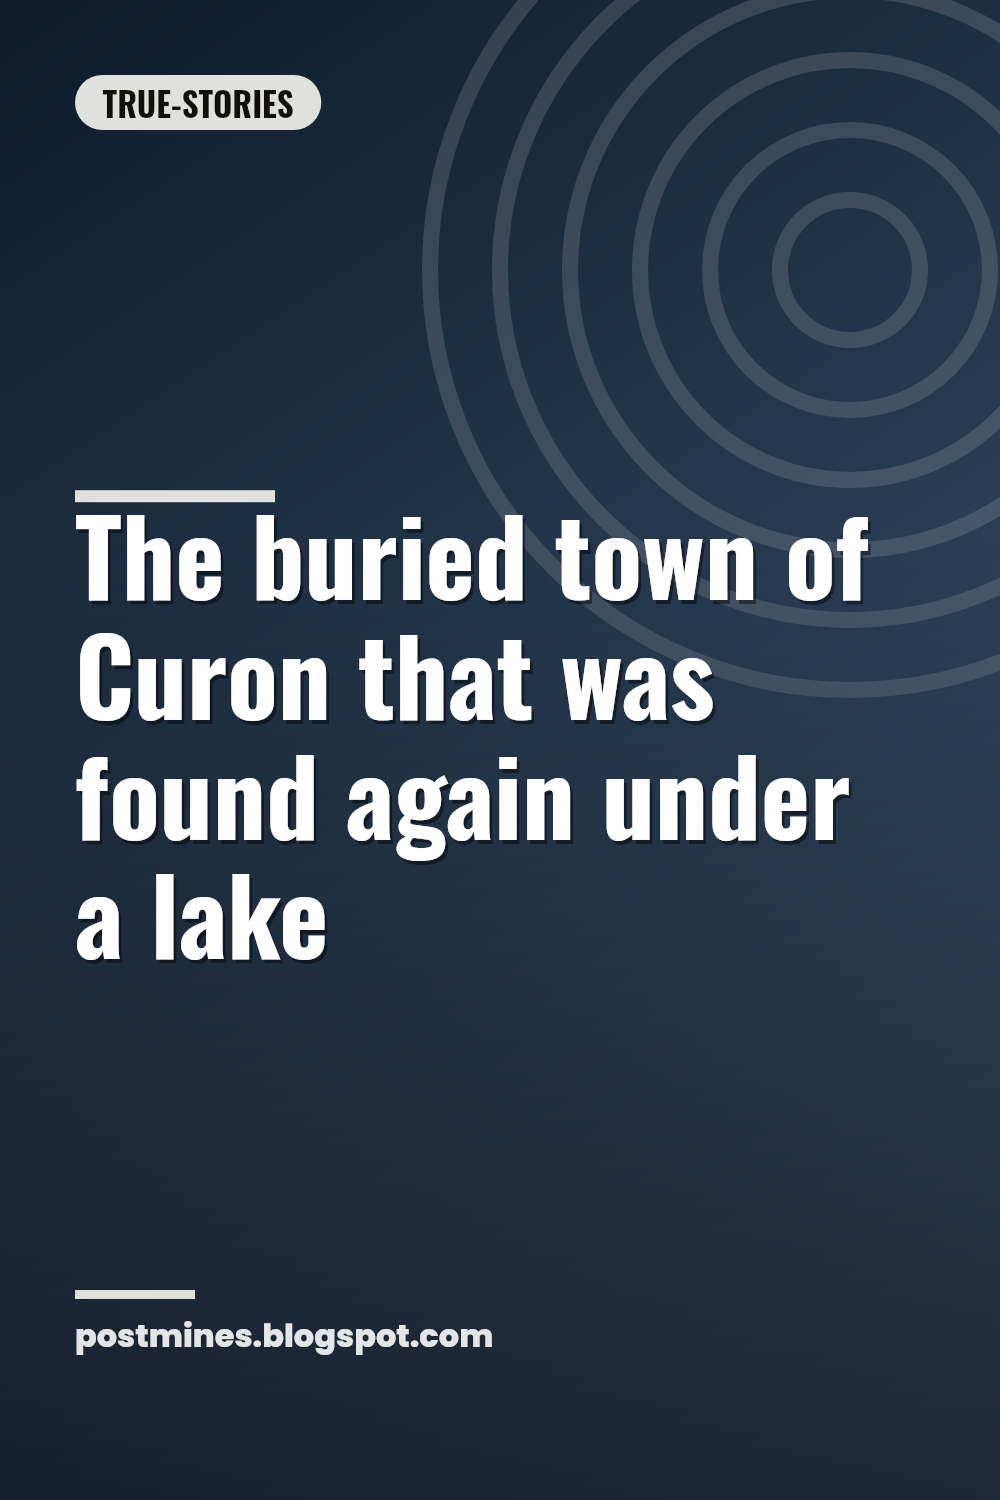 TRUE-STORIES
The buried town of
Curon that was
found again under
a lake
postmines.blogspot.com